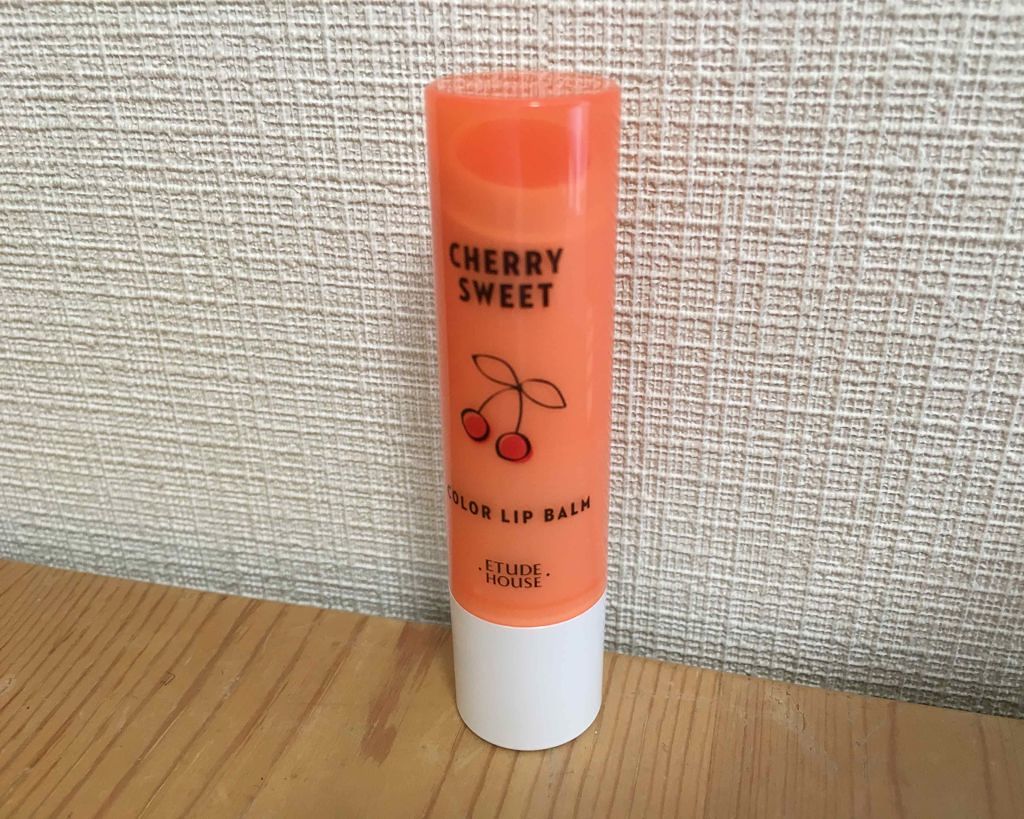 CHERRY
SWEET
COLOR LIP BALM
·ETUDE·
HOUSE